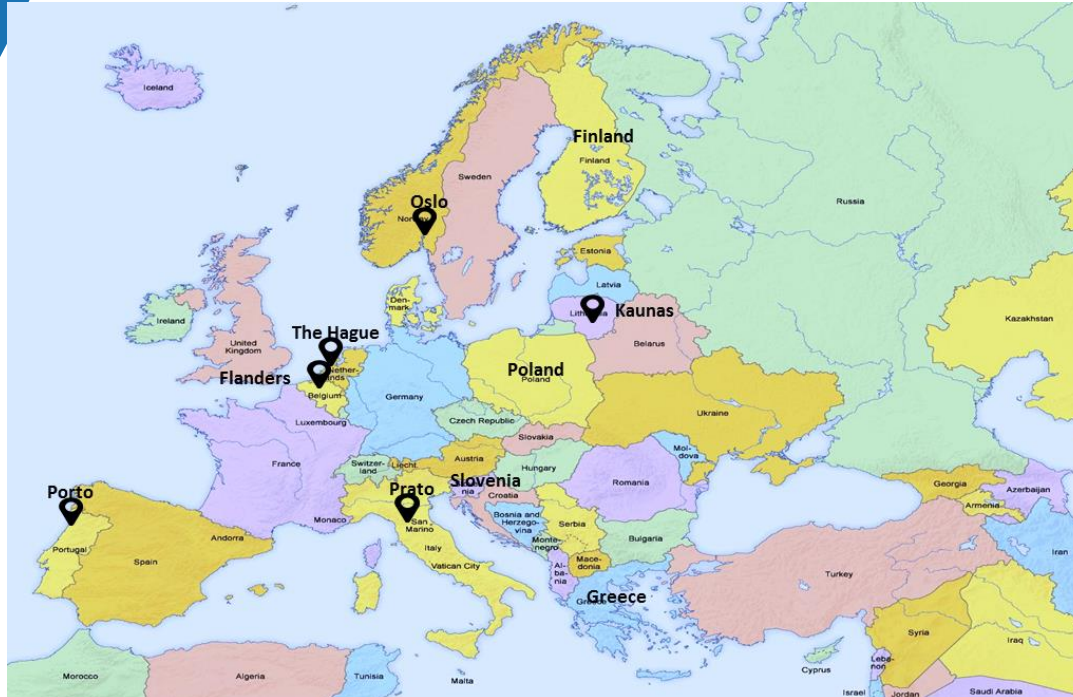 Iceland
Finland
Finland
Sweden
Oslo
Norway
Russia
Estonia
Latvia
Den-
mark
Lithuania
Kaunas
Ireland
United
Kingdom
The Hague
Nether-
lands
Flanders
Belgium
Belarus
Kazakhstan
Poland
Poland
Germany
Luxembourg
Czech Republic
Ukraine
Slovakia
France
Switzer-
land
Liecht.
Austria
Hungary
Mol-
dova
Slovenia
nia
Croatia
Romania
Porto
Prato
Monaco
San
Marino
Bosnia and
Herzego-
vina
Serbia
Georgia
Armenia
Azerbaijan
Portugal
Spain
Andorra
Italy
Vatican City
Monte-
negro
Bulgaria
Macedonia
Al-
ba-
nia
Iran
Turkey
Greece
Greece
Syria
Iraq
Cyprus
Leba-
non
Morocco
Algeria
Tunisia
Malta
Israel
Jordan
Saudi Arabia